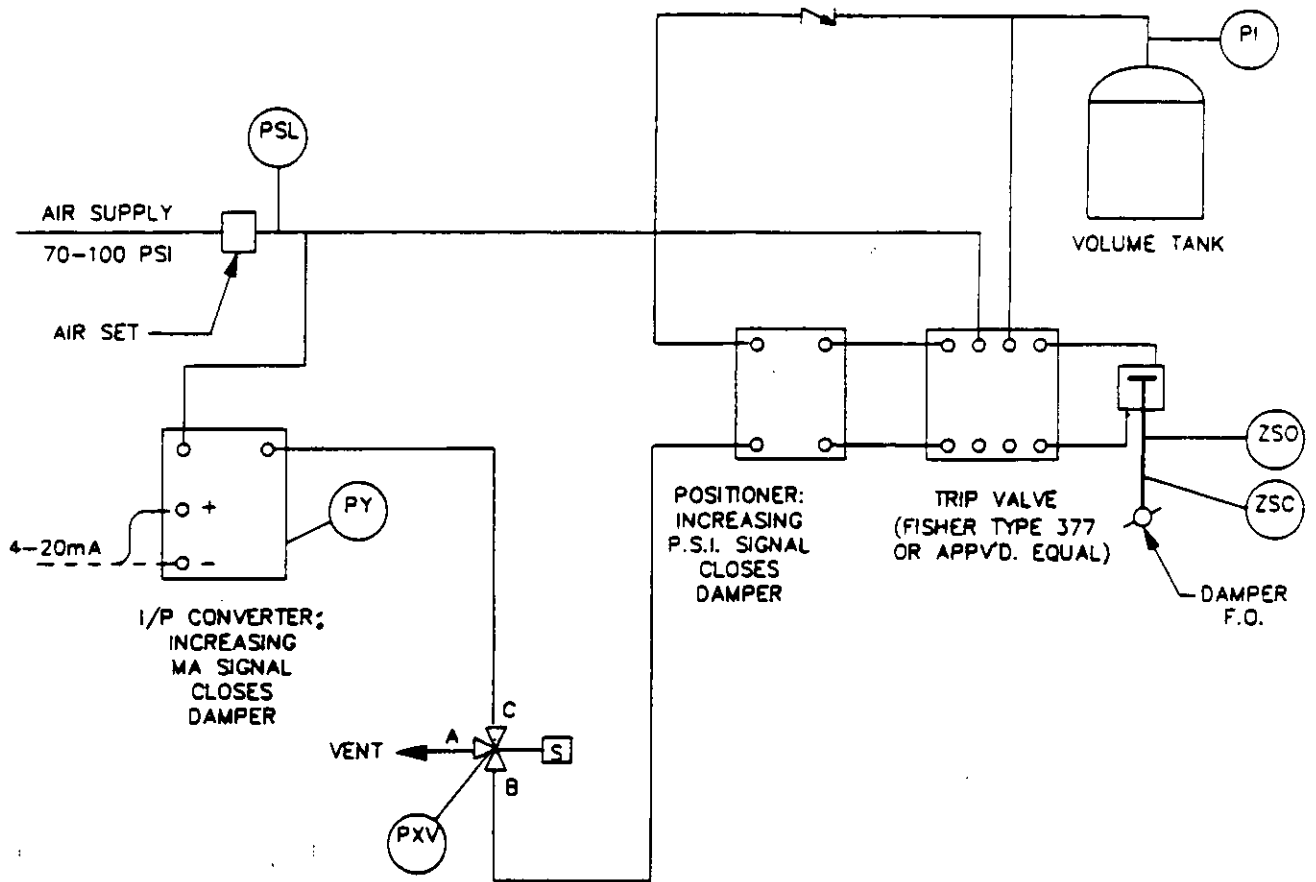 PI
PSL
AIR SUPPLY
70-100 PSI
VOLUME TANK
AIR SET
ZSO
ZSC
PY
+
4-20mA
-
POSITIONER:
INCREASING
P.S.I. SIGNAL
CLOSES
DAMPER
TRIP VALVE
(FISHER TYPE 377
OR APPV'D. EQUAL)
DAMPER
F.O.
I/P CONVERTER:
INCREASING
MA SIGNAL
CLOSES
DAMPER
C
A
VENT
S
B
PXV